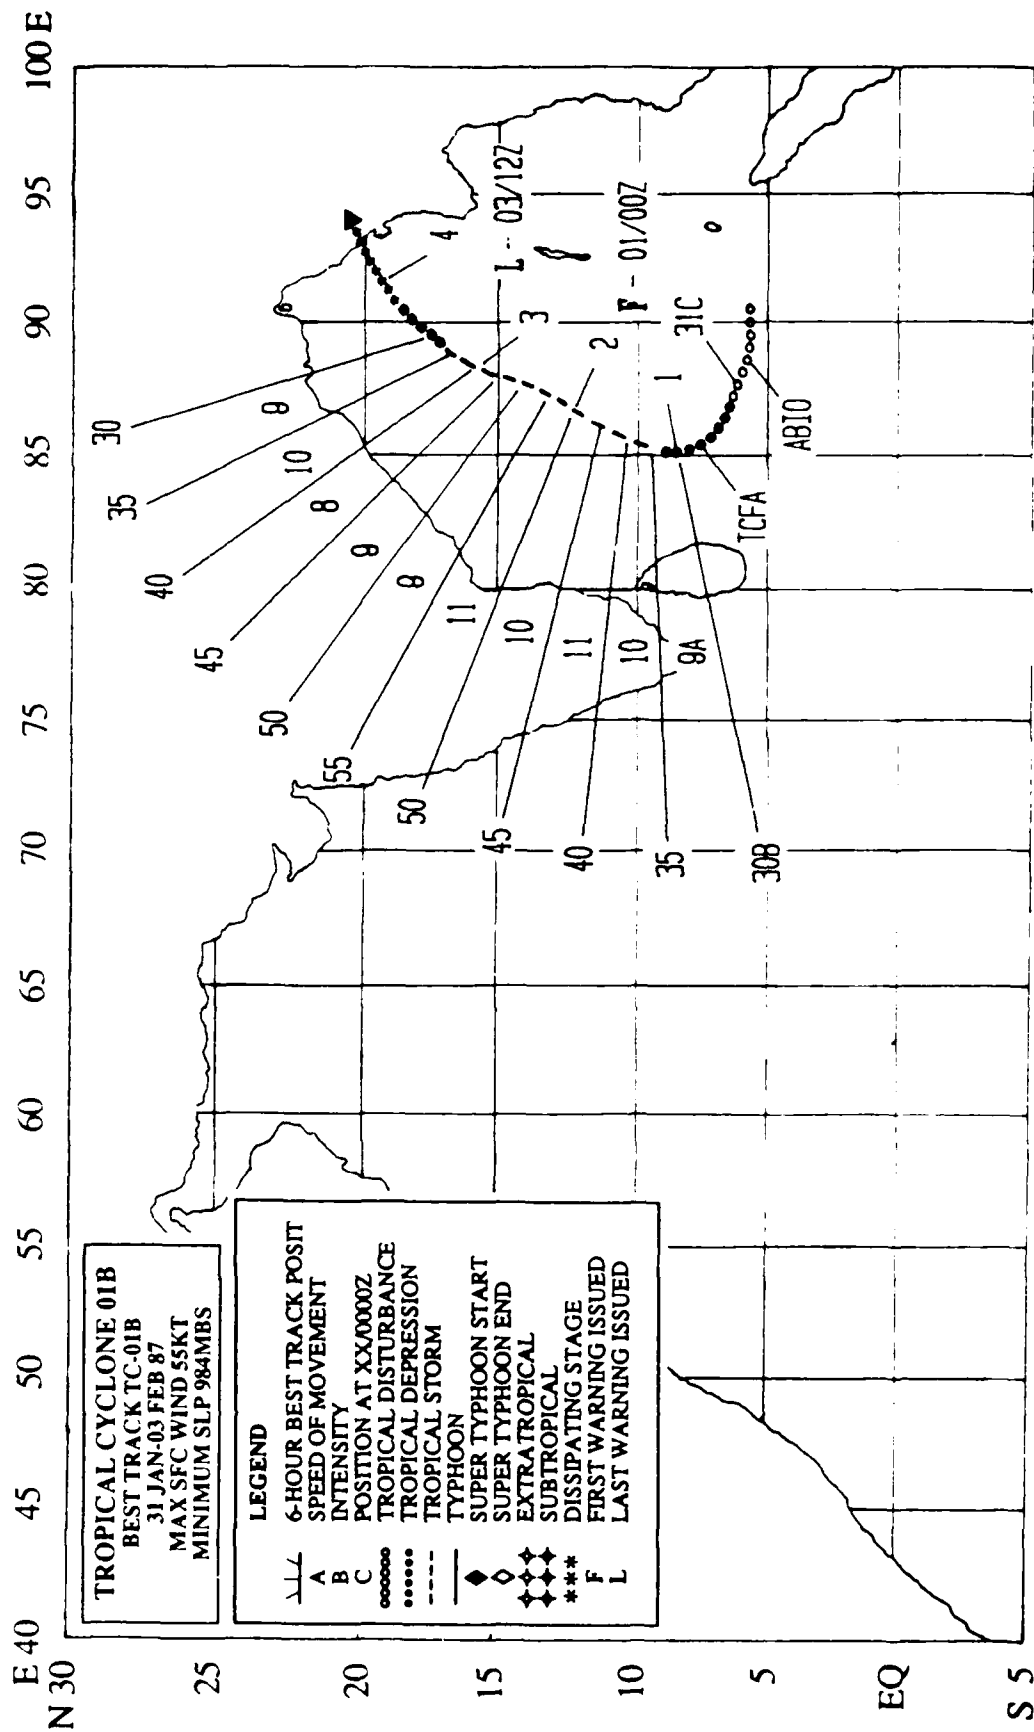 TROPICAL CYCLONE 01B
BEST TRACK TC-01B
31 JAN-03 FEB 87
MAX SFC WIND 55KT
MINIMUM SLP 984MBS
LEGEND
6-HOUR BEST TRACK POSIT
A SPEED OF MOVEMENT
B INTENSITY
C POSITION AT XX/0000Z
TROPICAL DISTURBANCE
TROPICAL DEPRESSION
TROPICAL STORM
TYPHOON
SUPER TYPHOON START
SUPER TYPHOON END
EXTRATROPICAL
SUBTROPICAL
*** DISSIPATING STAGE
F FIRST WARNING ISSUED
L LAST WARNING ISSUED
E 40 45 50 55 60 65 70 75 80 85 90 95 100 E
N 30
25
20
15
10
5
EQ
S 5
30
35
40
45
50
55
50
45
40
35
30B
9
10
8
9
8
11
10
11
10
9A
4
3
2
1
31C
L - 03/12Z
F - 01/00Z
TCFA
ABIO